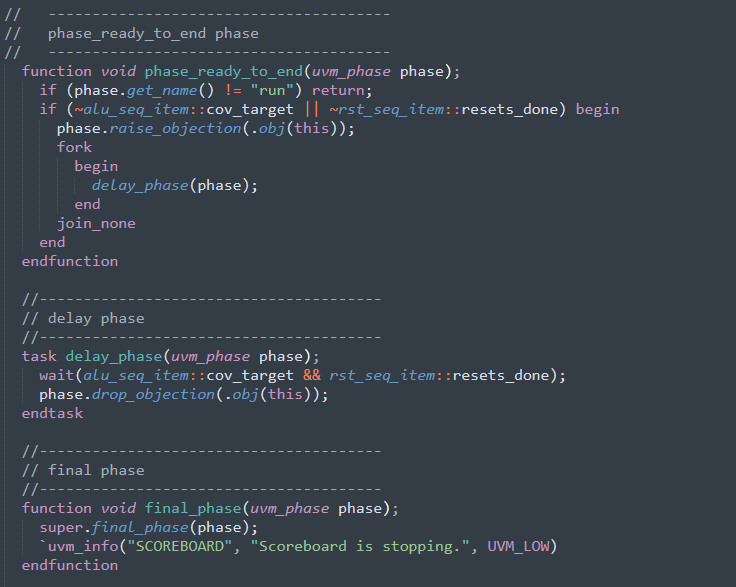 //   ---------------------------------------
//   phase_ready_to_end phase
//   ---------------------------------------
function void phase_ready_to_end(uvm_phase phase);
if (phase.get_name() != "run") return;
if (~alu_seq_item::cov_target || ~rst_seq_item::resets_done) begin
phase.raise_objection(.obj(this));
fork
begin
delay_phase(phase);
end
join_none
end
endfunction
//---------------------------------------
// delay phase
//---------------------------------------
task delay_phase(uvm_phase phase);
wait(alu_seq_item::cov_target && rst_seq_item::resets_done);
phase.drop_objection(.obj(this));
endtask
//---------------------------------------
// final phase
//---------------------------------------
function void final_phase(uvm_phase phase);
super.final_phase(phase);
`uvm_info("SCOREBOARD", "Scoreboard is stopping.", UVM_LOW)
endfunction